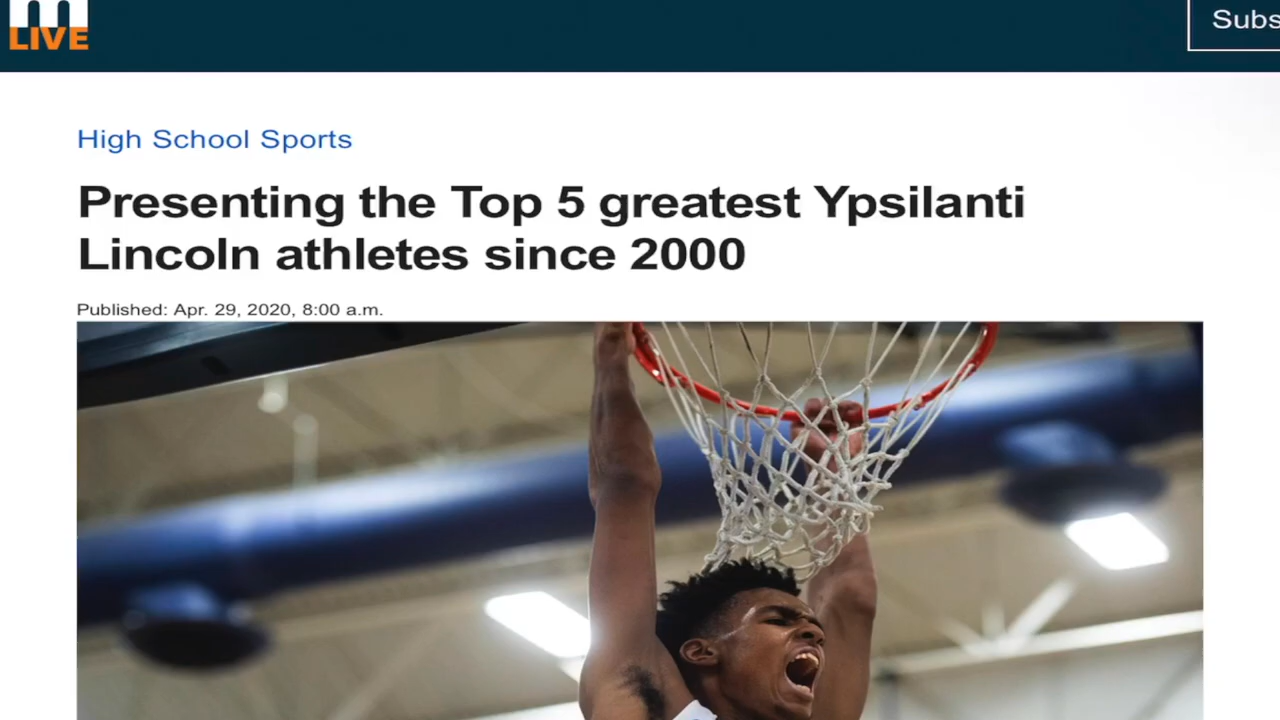 LIVE
Subs
High School Sports
Presenting the Top 5 greatest Ypsilanti
Lincoln athletes since 2000
Published: Apr. 29, 2020, 8:00 a.m.